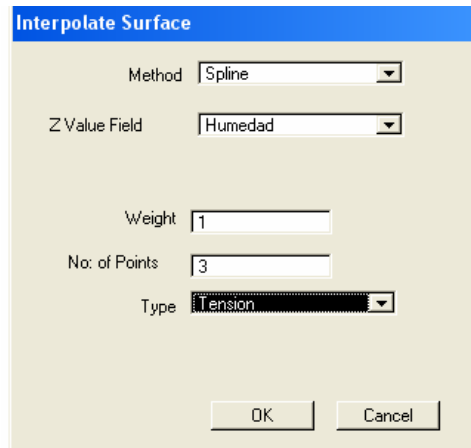 Interpolate Surface
Method Spline
Z Value Field Humedad
Weight 1
No: of Points 3
Type Tension
OK Cancel